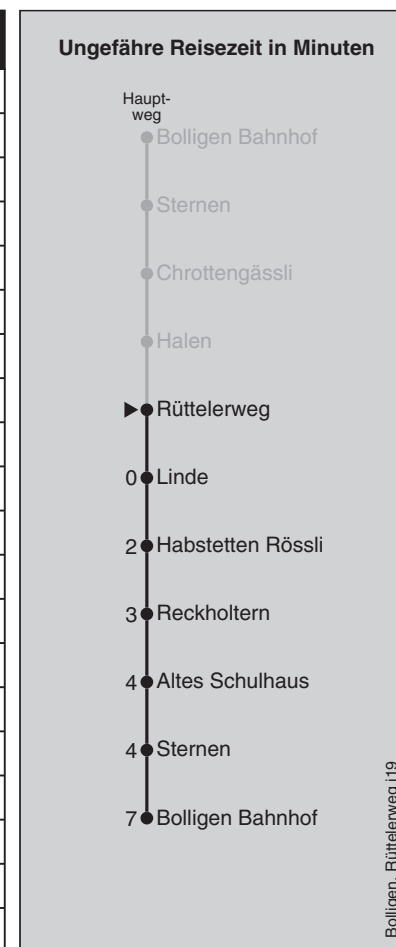 Ungefähre Reisezeit in Minuten
Haupt-
weg
Bolligen Bahnhof
Sternen
Chrottengässli
Halen
Rüttelerweg
0 Linde
2 Habstetten Rössli
3 Reckholtern
4 Altes Schulhaus
4 Sternen
7 Bolligen Bahnhof
Bolligen, Rüttelerweg j19